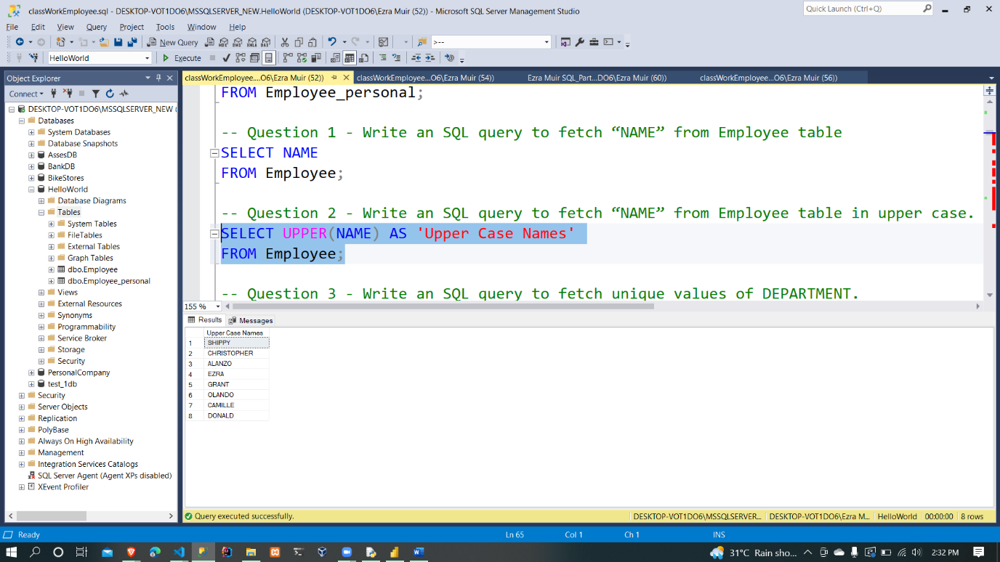 classWorkEmployee.sql - DESKTOP-VOT1DO6\MSSQLSERVER_NEW.HelloWorld (DESKTOP-VOT1DO6\Ezra Muir (52)) - Microsoft SQL Server Management Studio
Quick Launch (Ctrl+Q)
File Edit View Query Project Tools Window Help
New Query
>--
HelloWorld
Execute
Object Explorer
classWorkEmployee....O6\Ezra Muir (52))
classWorkEmployee...O6\Ezra Muir (54))
Ezra Muir SQL_Part...DO6\Ezra Muir (60))
classWorkEmployee...O6\Ezra Muir (56))
Connect
DESKTOP-VOT1DO6\MSSQLSERVER_NEW (
Databases
System Databases
Database Snapshots
AssesDB
BankDB
BikeStores
HelloWorld
Database Diagrams
Tables
System Tables
FileTables
External Tables
Graph Tables
dbo.Employee
dbo.Employee_personal
Views
External Resources
Synonyms
Programmability
Service Broker
Storage
Security
PersonalCompany
test_1db
Security
Server Objects
Replication
PolyBase
Always On High Availability
Management
Integration Services Catalogs
SQL Server Agent (Agent XPs disabled)
XEvent Profiler
FROM Employee_personal;
-- Question 1 - Write an SQL query to fetch “NAME” from Employee table
SELECT NAME
FROM Employee;
-- Question 2 - Write an SQL query to fetch “NAME” from Employee table in upper case.
SELECT UPPER(NAME) AS 'Upper Case Names'
FROM Employee;
-- Question 3 - Write an SQL query to fetch unique values of DEPARTMENT.
155 %
Results Messages
Upper Case Names
1 SHIPPY
2 CHRISTOPHER
3 ALANZO
4 EZRA
5 GRANT
6 OLANDO
7 CAMILLE
8 DONALD
Query executed successfully.
DESKTOP-VOT1DO6\MSSQLSERVER... DESKTOP-VOT1DO6\Ezra M... HelloWorld 00:00:00 8 rows
Ready
Ln 65 Col 1 Ch 1 INS
31°C Rain sho...
2:32 PM